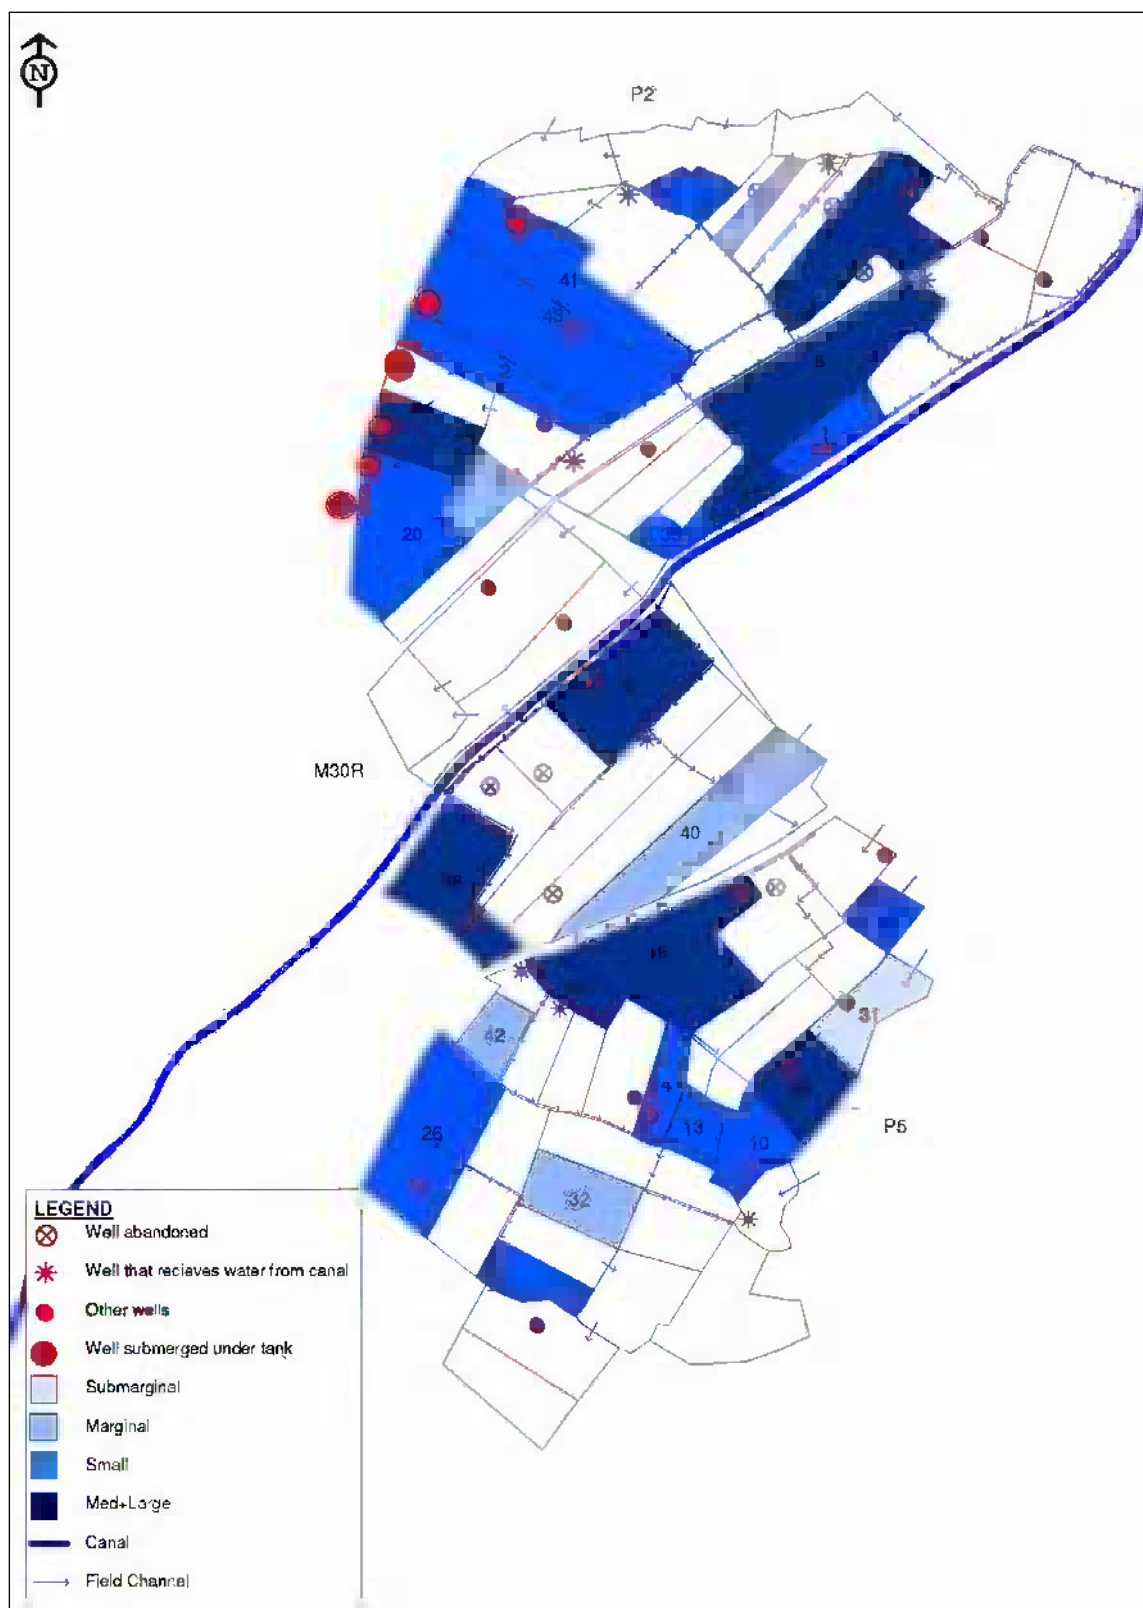 N
P2
41
8
20
M30R
40
15
31
42
4
13
10
26
32
P5
LEGEND
Well abandoned
Well that recieves water from canal
Other wells
Well submerged under tank
Submarginal
Marginal
Small
Med+Large
Canal
Field Channel